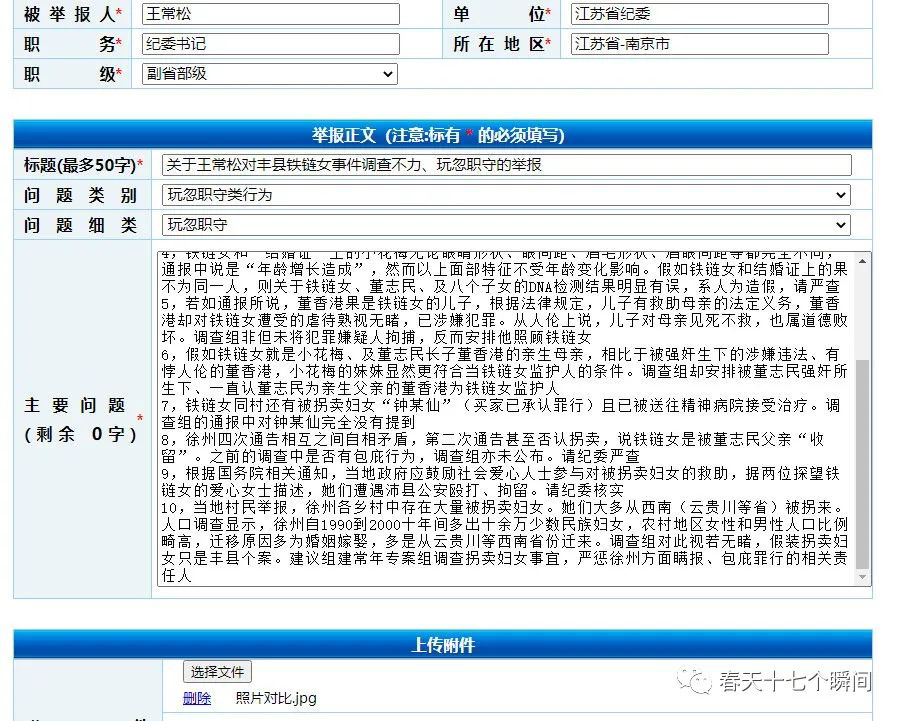 被举报人* 王常松 单位* 江苏省纪委
职务* 纪委书记 所在地区* 江苏省-南京市
职级* 副省部级
举报正文 (注意:标有 * 的必须填写)
标题(最多50字)* 关于王常松对丰县铁链女事件调查不力、玩忽职守的举报
问题类别 玩忽职守类行为
问题细类 玩忽职守
主要问题*
(剩余 0字)
4，铁链女和“结婚证”上的小花梅无论眼睛形状、眼间距、眉毛形状、眉眼间距等都完全不同，
通报中说是“年龄增长造成”，然而以上面部特征不受年龄变化影响。假如铁链女和结婚证上的果
不为同一人，则关于铁链女、董志民、及八个子女的DNA检测结果明显有误，系人为造假，请严查
5，若如通报所说，董香港果是铁链女的儿子，根据法律规定，儿子有救助母亲的法定义务，董香
港却对铁链女遭受的虐待熟视无睹，已涉嫌犯罪。从人伦上说，儿子对母亲见死不救，也属道德败
坏。调查组非但未将犯罪嫌疑人拘捕，反而安排他照顾铁链女
6，假如铁链女就是小花梅、及董志民长子董香港的亲生母亲，相比于被强奸生下的涉嫌违法、有
悖人伦的董香港，小花梅的妹妹显然更符合当铁链女监护人的条件。调查组却安排被董志民强奸所
生下、一直认董志民为亲生父亲的董香港为铁链女监护人
7，铁链女同村还有被拐卖妇女“钟某仙”（买家已承认罪行）且已被送往精神病院接受治疗。调
查组的通报中对钟某仙完全没有提到
8，徐州四次通告相互之间自相矛盾，第二次通告甚至否认拐卖，说铁链女是被董志民父亲“收
留”。之前的调查中是否有包庇行为，调查组亦未公布。请纪委严查
9，根据国务院相关通知，当地政府应鼓励社会爱心人士参与对被拐卖妇女的救助，据两位探望铁
链女的爱心女士描述，她们遭遇沛县公安殴打、拘留。请纪委核实
10，当地村民举报，徐州各乡村中存在大量被拐卖妇女。她们大多从西南（云贵川等省）被拐来。
人口调查显示，徐州自1990到2000十年间多出十余万少数民族妇女，农村地区女性和男性人口比例
畸高，迁移原因多为婚姻嫁娶，多是从云贵川等西南省份迁来。调查组对此视若无睹，假装拐卖妇
女只是丰县个案。建议组建常年专案组调查拐卖妇女事宜，严惩徐州方面瞒报、包庇罪行的相关责
任人
上传附件
选择文件
删除 照片对比.jpg
春天十七个瞬间